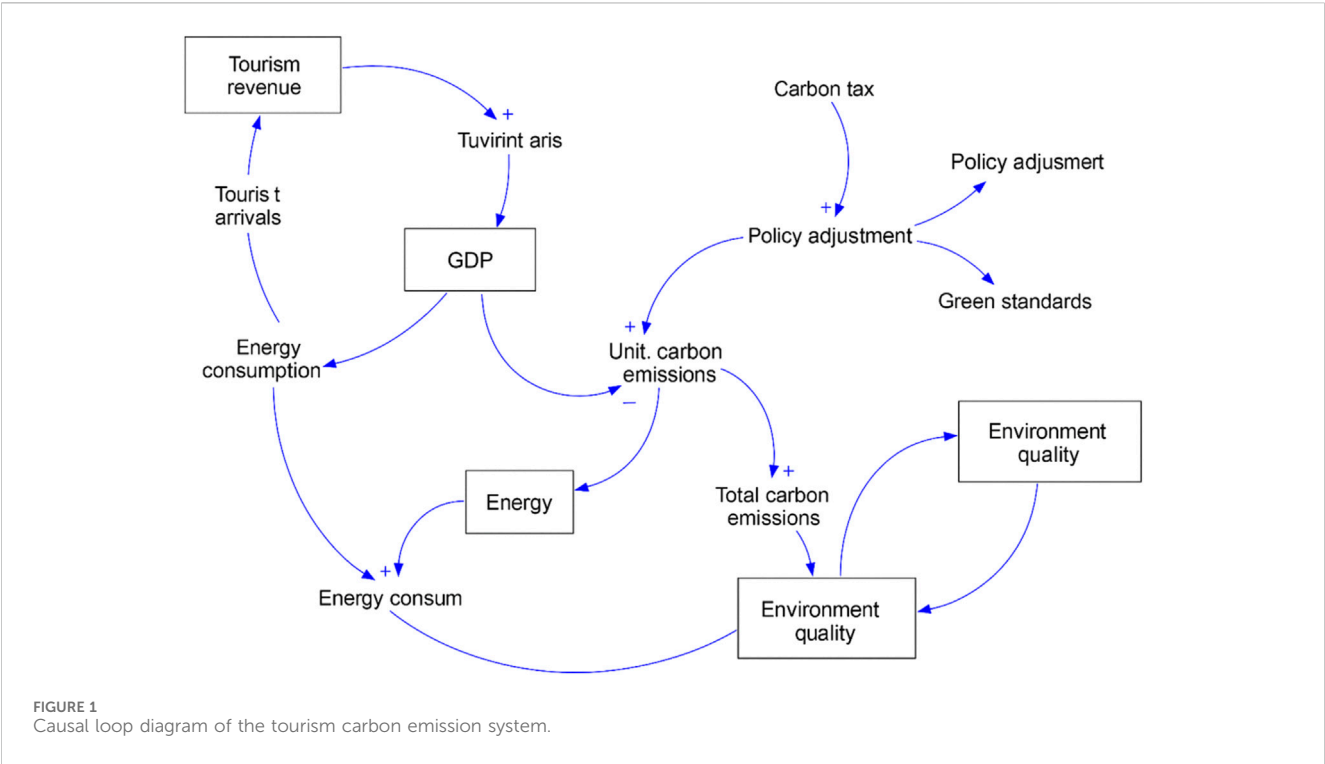 Tourism
revenue
Carbon tax
+
Tuvirint aris
Policy adjusmert
Touris t
arrivals
+
Policy adjustment
GDP
Green standards
+
Energy
consumption
Unit. carbon
emissions
–
Environment
quality
+
Energy
Total carbon
emissions
+
Energy consum
Environment
quality
FIGURE 1
Causal loop diagram of the tourism carbon emission system.